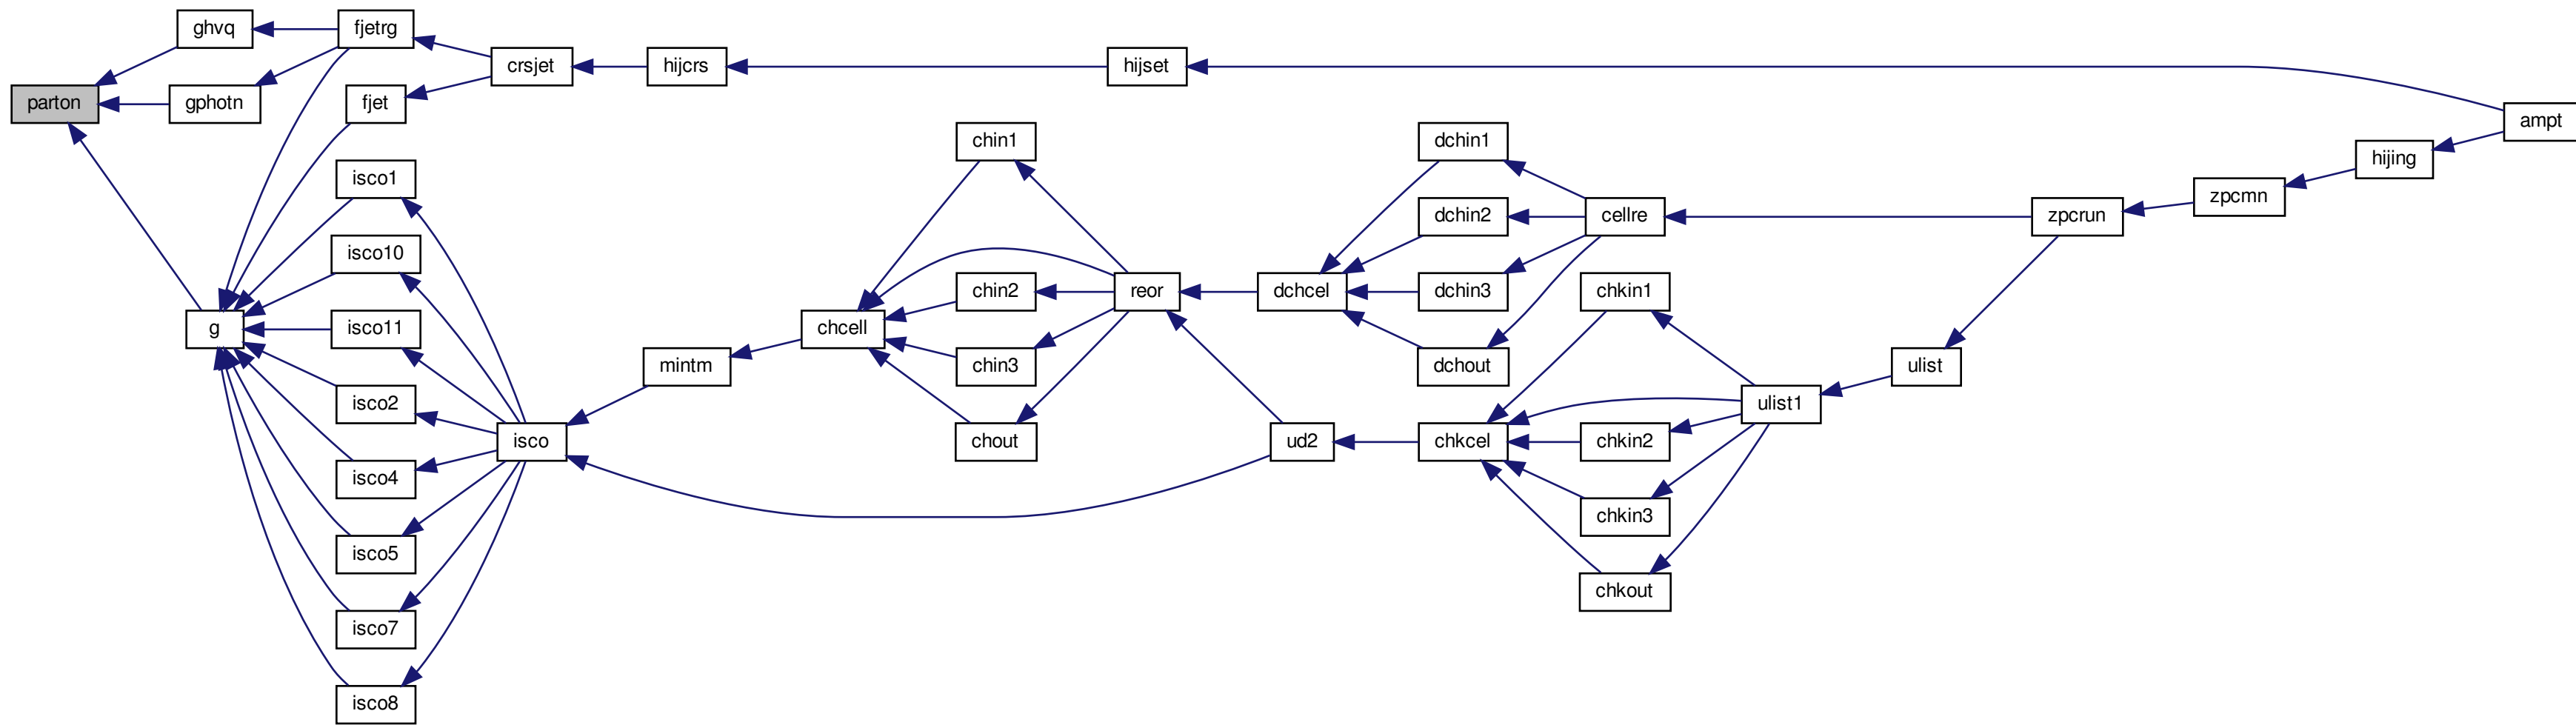 parton
ghvq
gphotn
g
fjetrg
fjet
isco1
isco10
isco11
isco2
isco4
isco5
isco7
isco8
crsjet
isco
hijcrs
mintm
chcell
chin1
chin2
chin3
chout
hijset
reor
dchcel
ud2
dchin1
dchin2
dchin3
dchout
chkcel
cellre
chkin1
chkin2
chkin3
chkout
ulist1
ulist
zpcrun
zpcmn
hijing
ampt